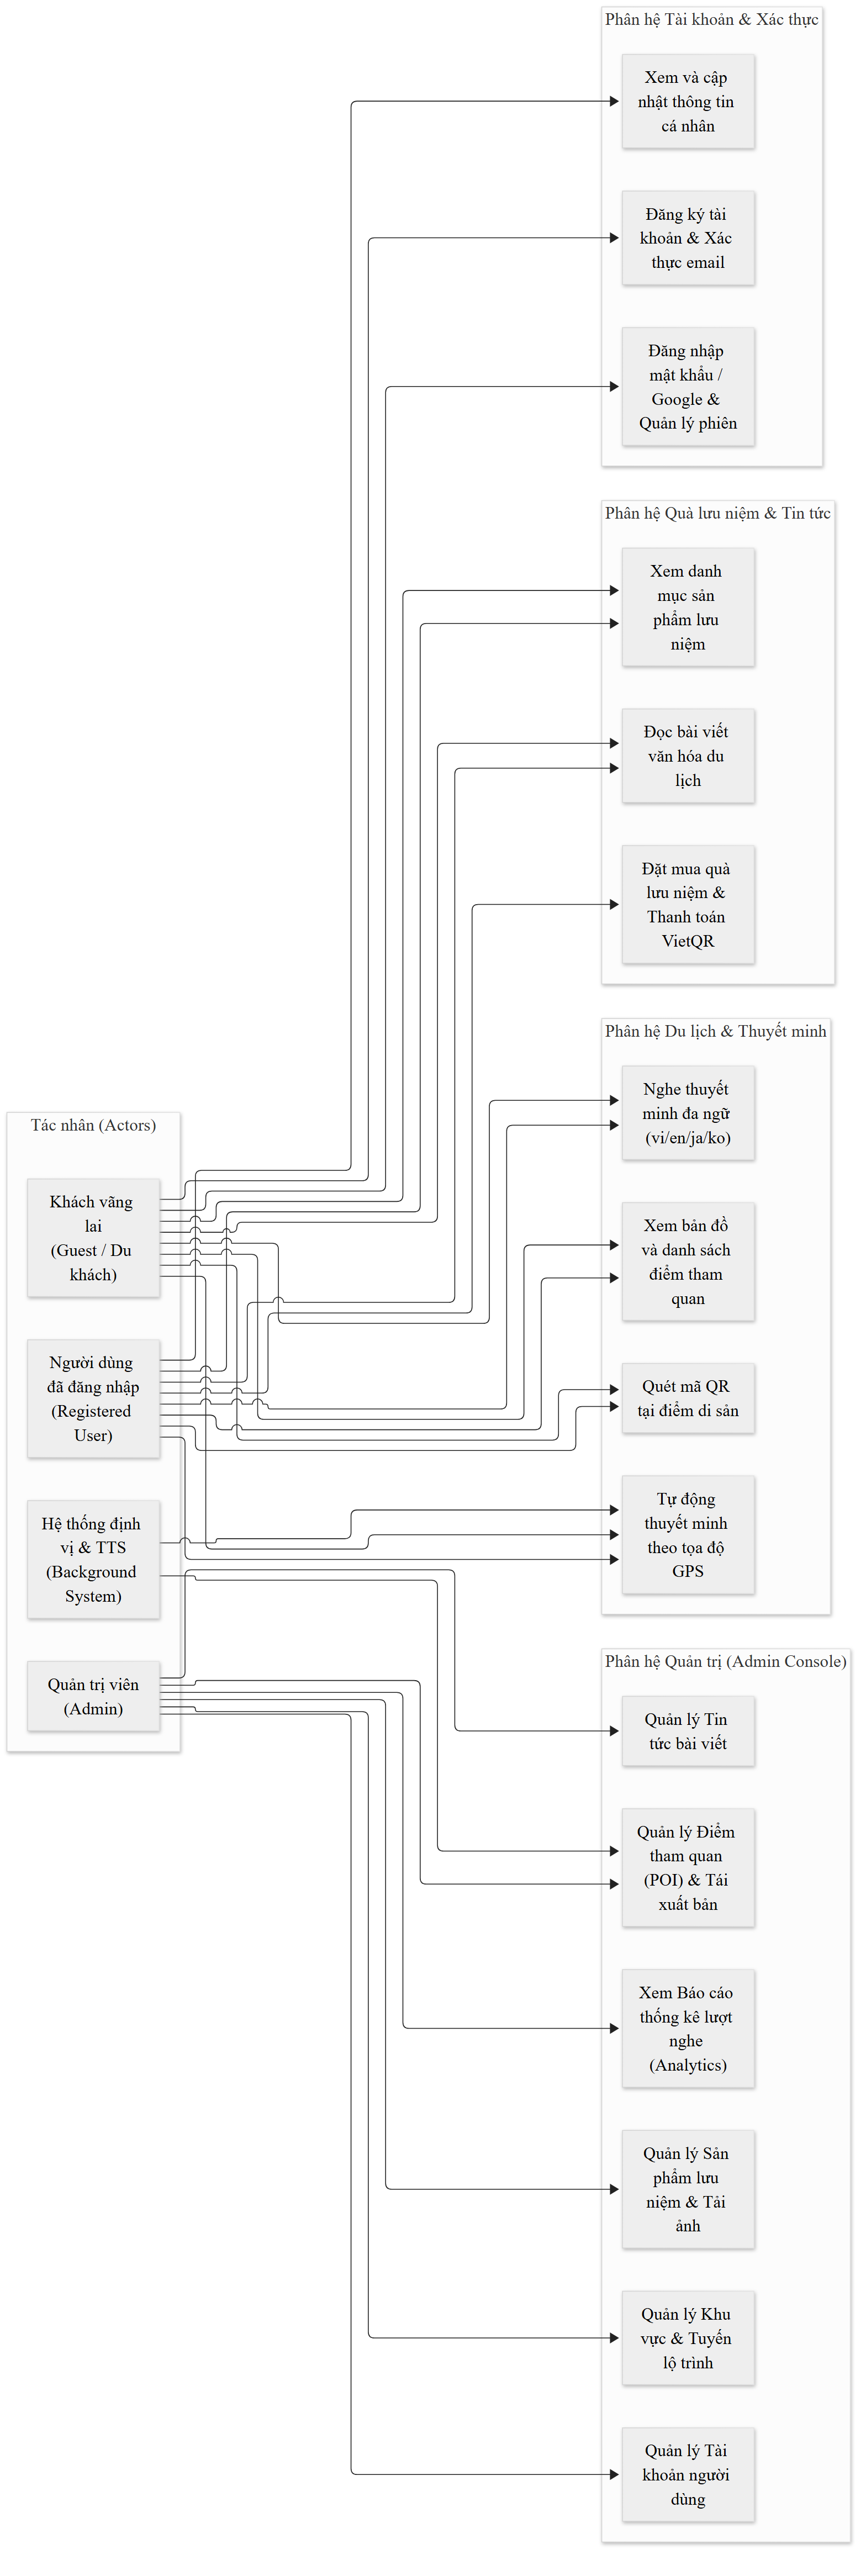 Phân hệ Tài khoản & Xác thực
Xem và cập
nhật thông tin
cá nhân
Đăng ký tài
khoản & Xác
thực email
Đăng nhập
mật khẩu /
Google &
Quản lý phiên
Phân hệ Quà lưu niệm & Tin tức
Xem danh
mục sản
phẩm lưu
niệm
Đọc bài viết
văn hóa du
lịch
Đặt mua quà
lưu niệm &
Thanh toán
VietQR
Phân hệ Du lịch & Thuyết minh
Nghe thuyết
minh đa ngữ
(vi/en/ja/ko)
Xem bản đồ
và danh sách
điểm tham
quan
Quét mã QR
tại điểm di sản
Tự động
thuyết minh
theo tọa độ
GPS
Tác nhân (Actors)
Khách vãng
lai
(Guest / Du
khách)
Người dùng
đã đăng nhập
(Registered
User)
Hệ thống định
vị & TTS
(Background
System)
Quản trị viên
(Admin)
Phân hệ Quản trị (Admin Console)
Quản lý Tin
tức bài viết
Quản lý Điểm
tham quan
(POI) & Tái
xuất bản
Xem Báo cáo
thống kê lượt
nghe
(Analytics)
Quản lý Sản
phẩm lưu
niệm & Tải
ảnh
Quản lý Khu
vực & Tuyến
lộ trình
Quản lý Tài
khoản người
dùng